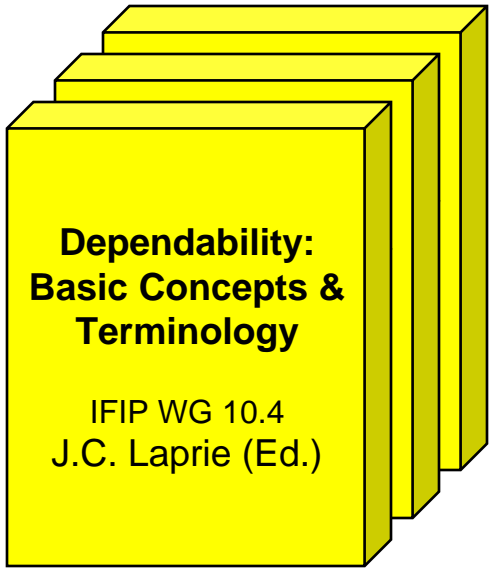 Dependability:
Basic Concepts &
Terminology
IFIP WG 10.4
J.C. Laprie (Ed.)